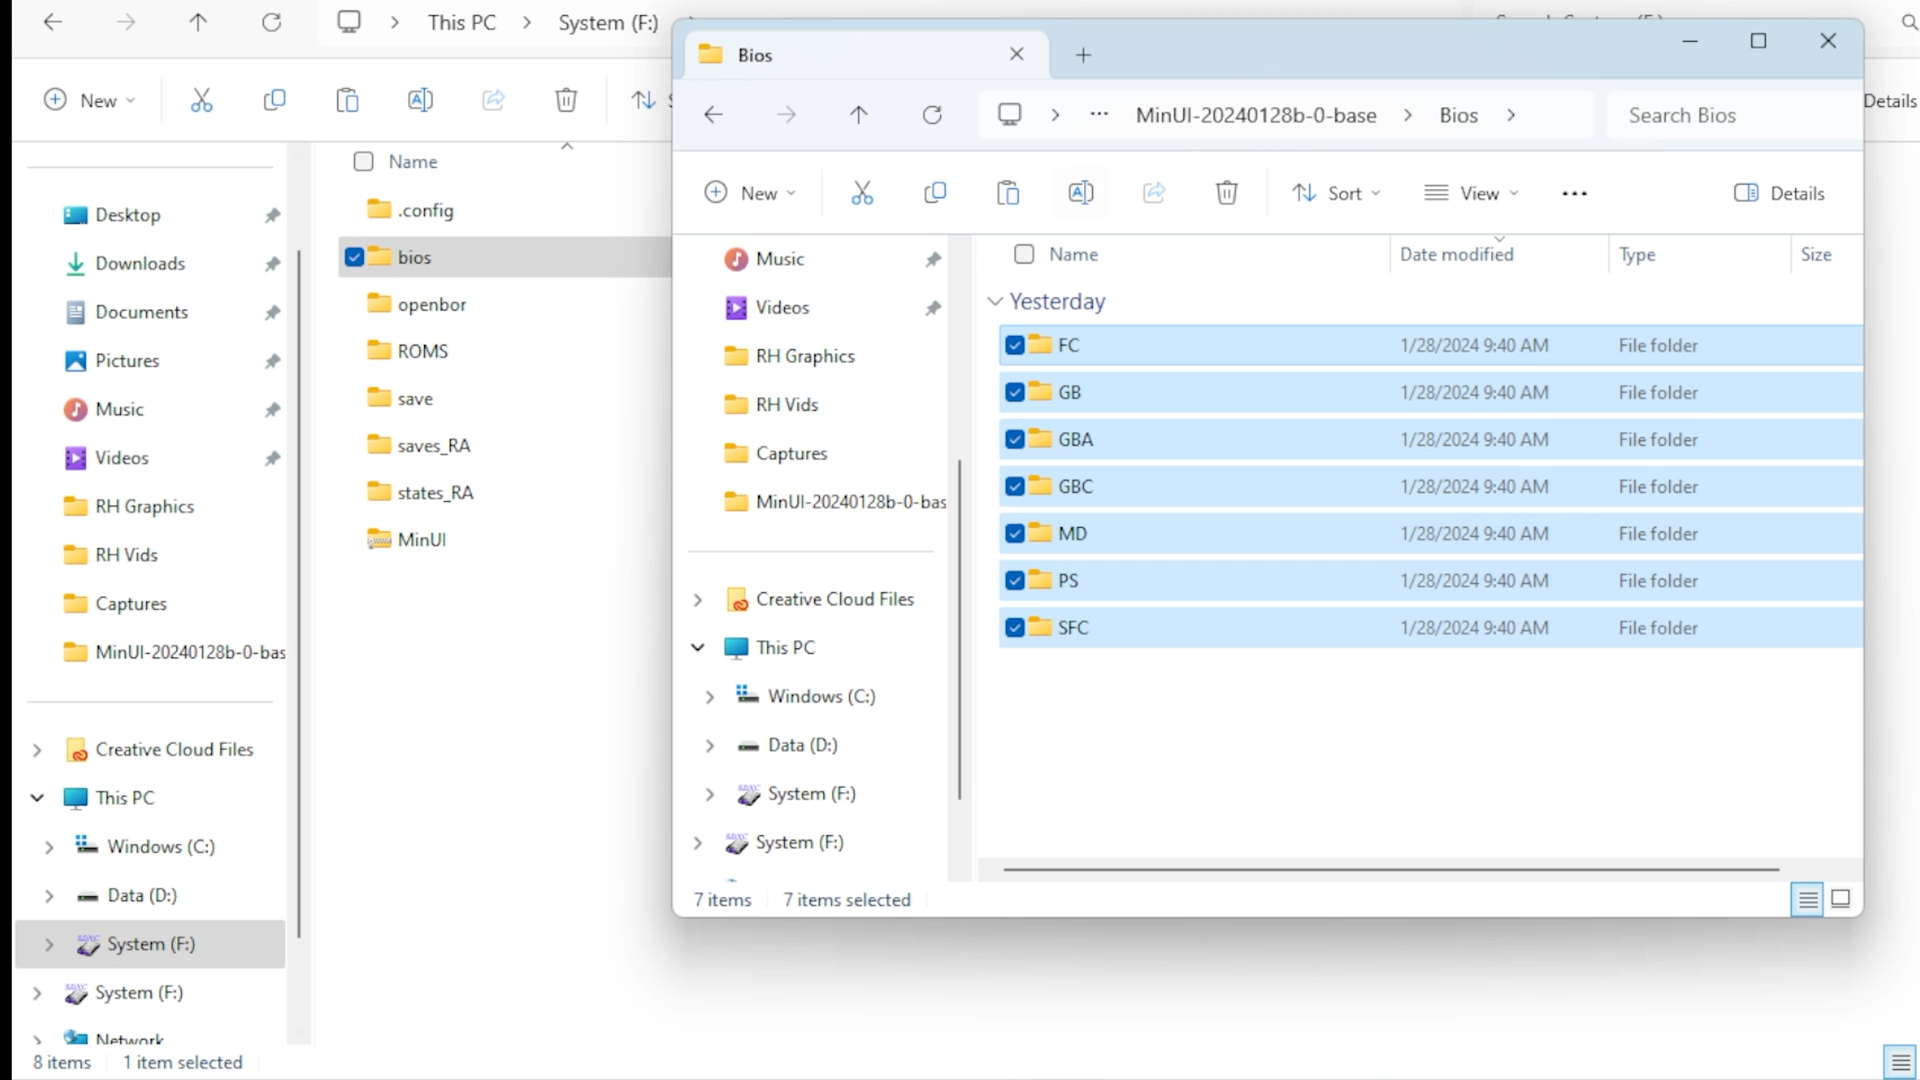 This PC
System (F:)
New
Details
Name
Desktop
Downloads
Documents
Pictures
Music
Videos
RH Graphics
RH Vids
Captures
MinUI-20240128b-0-bas
Creative Cloud Files
This PC
Windows (C:)
Data (D:)
System (F:)
System (F:)
Network
.config
bios
openbor
ROMS
save
saves_RA
states_RA
MinUI
8 items 1 item selected
Bios
MinUI-20240128b-0-base Bios
Search Bios
New
Sort
View
Details
Music
Videos
RH Graphics
RH Vids
Captures
MinUI-20240128b-0-bas
Creative Cloud Files
This PC
Windows (C:)
Data (D:)
System (F:)
System (F:)
Name Date modified Type Size
Yesterday
FC 1/28/2024 9:40 AM File folder
GB 1/28/2024 9:40 AM File folder
GBA 1/28/2024 9:40 AM File folder
GBC 1/28/2024 9:40 AM File folder
MD 1/28/2024 9:40 AM File folder
PS 1/28/2024 9:40 AM File folder
SFC 1/28/2024 9:40 AM File folder
7 items 7 items selected